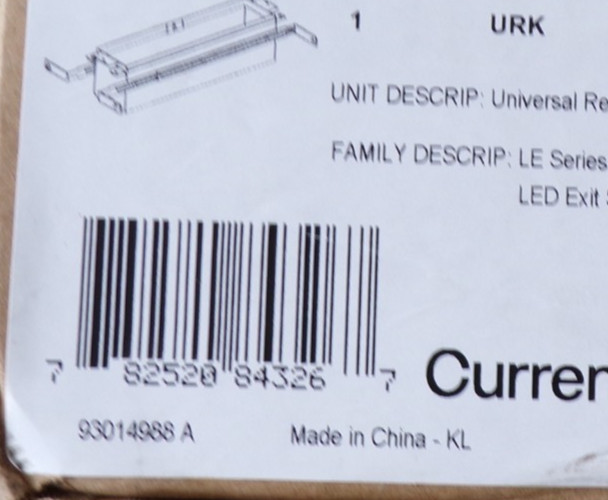 1 URK
UNIT DESCRIP: Universal Re
FAMILY DESCRIP: LE Series
LED Exit
7 82520 84326 7
Curren
93014988 A Made in China - KL